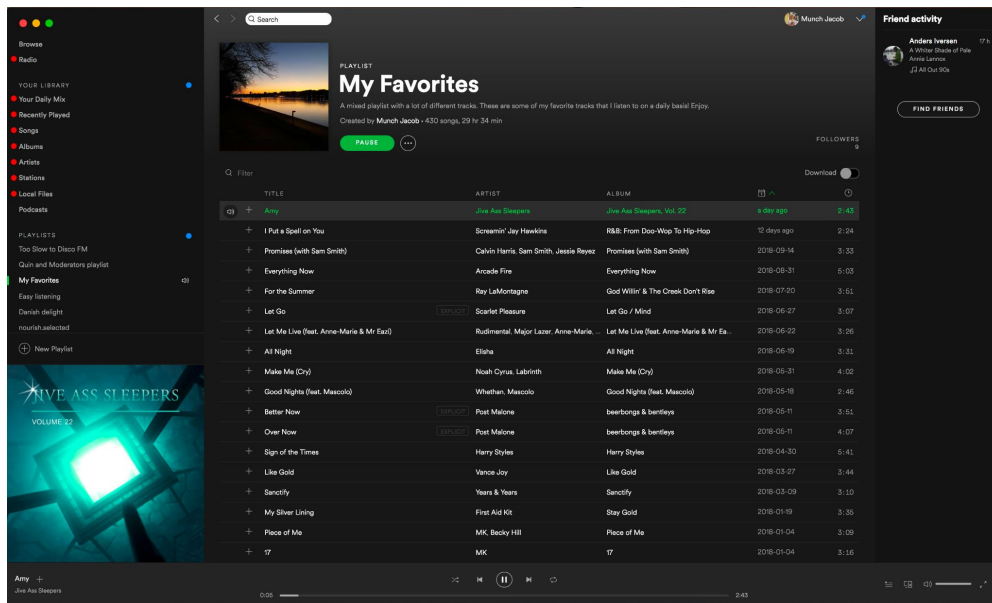 Search
Munch Jacob
Browse
Radio
YOUR LIBRARY
Your Daily Mix
Recently Played
Songs
Albums
Artists
Stations
Local Files
Podcasts
PLAYLISTS
Too Slow to Disco FM
Quin and Moderators playlist
My Favorites
Easy listening
Danish delight
nourish.selected
New Playlist
JIVE ASS SLEEPERS
VOLUME 22
PLAYLIST
My Favorites
A mixed playlist with a lot of different tracks. These are some of my favorite tracks that I listen to on a daily basis! Enjoy.
Created by Munch Jacob • 430 songs, 29 hr 34 min
PAUSE
FOLLOWERS
9
Filter
Download
TITLE ARTIST ALBUM
Amy Jive Ass Sleepers Jive Ass Sleepers, Vol. 22 a day ago 2:43
I Put a Spell on You Screamin' Jay Hawkins R&B: From Doo-Wop To Hip-Hop 12 days ago 2:24
Promises (with Sam Smith) Calvin Harris, Sam Smith, Jessie Reyez Promises (with Sam Smith) 2018-09-14 3:33
Everything Now Arcade Fire Everything Now 2018-08-31 5:03
For the Summer Ray LaMontagne God Willin' & The Creek Don't Rise 2018-07-20 3:51
Let Go EXPLICIT Scarlet Pleasure Let Go / Mind 2018-06-27 3:07
Let Me Live (feat. Anne-Marie & Mr Eazi) Rudimental, Major Lazer, Anne-Marie, ... Let Me Live (feat. Anne-Marie & Mr Ea... 2018-06-22 3:26
All Night Elisha All Night 2018-06-19 3:31
Make Me (Cry) Noah Cyrus, Labrinth Make Me (Cry) 2018-05-31 4:02
Good Nights (feat. Mascolo) Whethan, Mascolo Good Nights (feat. Mascolo) 2018-05-18 2:46
Better Now EXPLICIT Post Malone beerbongs & bentleys 2018-05-11 3:51
Over Now EXPLICIT Post Malone beerbongs & bentleys 2018-05-11 4:07
Sign of the Times Harry Styles Harry Styles 2018-04-30 5:41
Like Gold Vance Joy Like Gold 2018-03-27 3:44
Sanctify Years & Years Sanctify 2018-03-09 3:10
My Silver Lining First Aid Kit Stay Gold 2018-01-19 3:35
Piece of Me MK, Becky Hill Piece of Me 2018-01-04 3:09
17 MK 17 2018-01-04 3:16
Friend activity
Anders Iversen
A Whiter Shade of Pale
Annie Lennox
All Out 90s
FIND FRIENDS
Amy
Jive Ass Sleepers
0:05
2:43